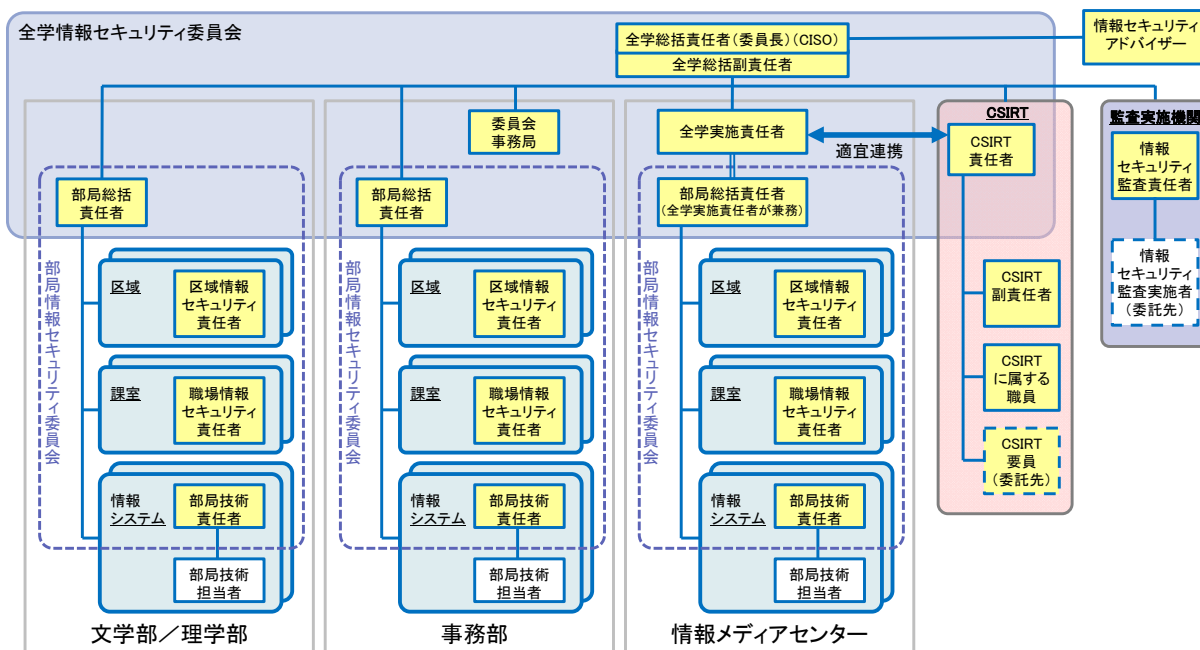 全学情報セキュリティ委員会
全学総括責任者(委員長)(CISO)
全学総括副責任者
情報セキュリティ
アドバイザー
委員会
事務局
全学実施責任者
適宜連携
CSIRT
CSIRT
責任者
監査実施機関
情報
セキュリティ
監査責任者
部局総括
責任者
部局総括
責任者
部局総括責任者
(全学実施責任者が兼務)
情報
セキュリティ
監査実施者
(委託先)
CSIRT
副責任者
CSIRT
に属する
職員
CSIRT
要員
(委託先)
部局情報セキュリティ委員会
区域
区域情報
セキュリティ
責任者
課室
職場情報
セキュリティ
責任者
情報
システム
部局技術
責任者
部局技術
担当者
文学部/理学部
部局情報セキュリティ委員会
区域
区域情報
セキュリティ
責任者
課室
職場情報
セキュリティ
責任者
情報
システム
部局技術
責任者
部局技術
担当者
事務部
部局情報セキュリティ委員会
区域
区域情報
セキュリティ
責任者
課室
職場情報
セキュリティ
責任者
情報
システム
部局技術
責任者
部局技術
担当者
情報メディアセンター